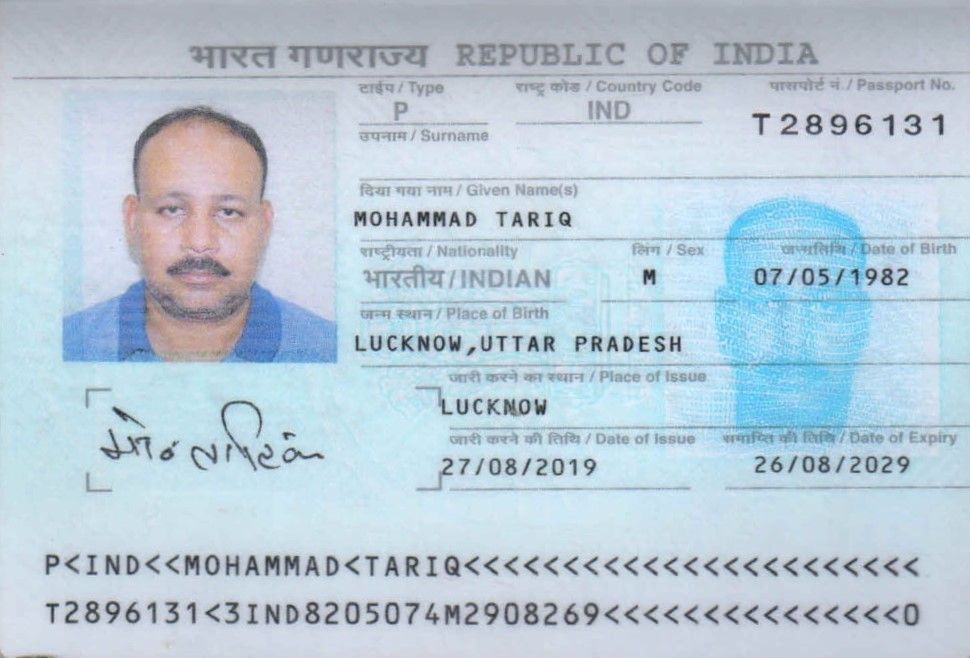 भारत गणराज्य REPUBLIC OF INDIA
टाईप / Type राष्ट्र कोड / Country Code पासपोर्ट नं. / Passport No.
P IND T2896131
उपनाम / Surname
दिया गया नाम / Given Name(s)
MOHAMMAD TARIQ
राष्ट्रीयता / Nationality लिंग / Sex जन्मतिथि / Date of Birth
भारतीय / INDIAN M 07/05/1982
जन्म स्थान / Place of Birth
LUCKNOW,UTTAR PRADESH
जारी करने का स्थान / Place of Issue
LUCKNOW
जारी करने की तिथि / Date of Issue समाप्ति की तिथि / Date of Expiry
27/08/2019 26/08/2029
P<IND<<MOHAMMAD<TARIQ<<<<<<<<<<<<<<<<<<<<<<<
T2896131<3IND8205074M2908269<<<<<<<<<<<<<<<0